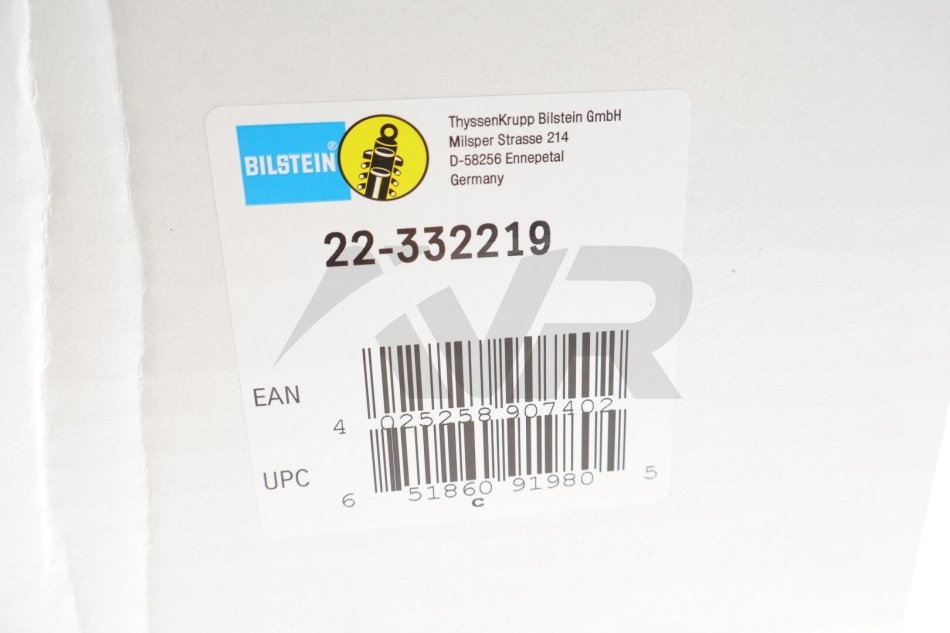 BILSTEIN®
ThyssenKrupp Bilstein GmbH
Milsper Strasse 214
D-58256 Ennepetal
Germany
22-332219
VR
EAN
4 025258 907402
UPC
6 51860 91980 5
c